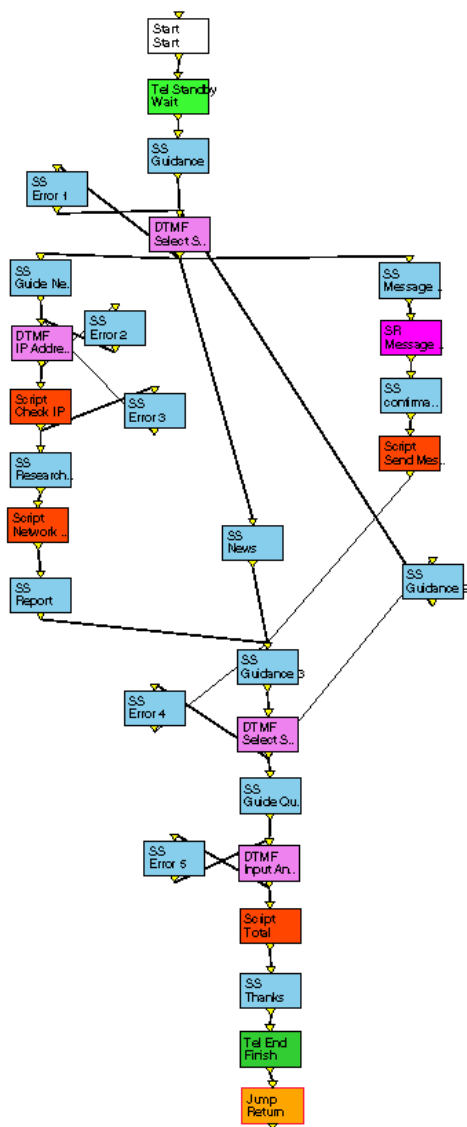 Start
Start
Tel Standby
Wait
SS
Guidance
SS
Error 1
DTMF
Select S..
SS
Guide Ne..
SS
Message ..
DTMF
IP Addre..
SS
Error 2
SR
Message ..
Script
Check IP
SS
Error 3
SS
confirma..
SS
Research..
Script
Send Mes..
Script
Network ..
SS
News
SS
Report
SS
Guidance
SS
Guidance 3
SS
Error 4
DTMF
Select S..
SS
Guide Qu..
SS
Error 5
DTMF
Input An..
Script
Total
SS
Thanks
Tel End
Finish
Jump
Return